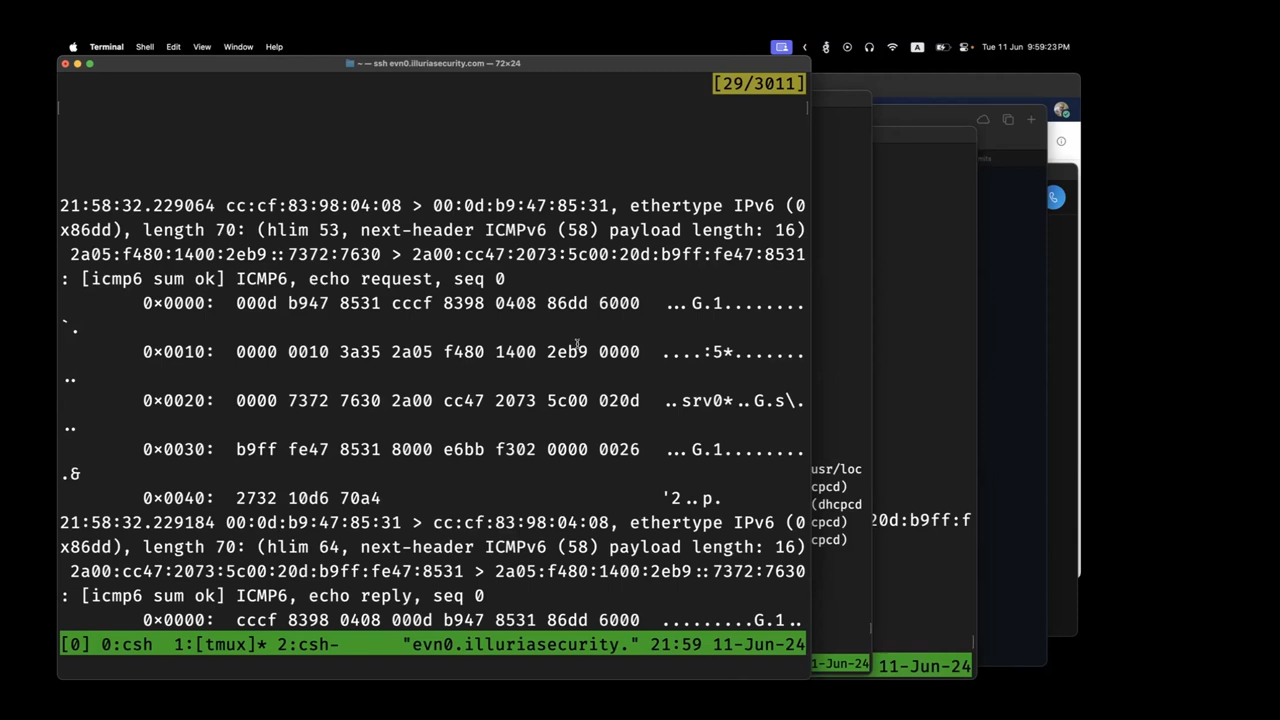 Terminal Shell Edit View Window Help
A
Tue 11 Jun 9:59:23 PM
~ — ssh evn0.illuriasecurity.com — 72×24
[29/3011]
21:58:32.229064 cc:cf:83:98:04:08 > 00:0d:b9:47:85:31, ethertype IPv6 (0
x86dd), length 70: (hlim 53, next-header ICMPv6 (58) payload length: 16)
2a05:f480:1400:2eb9::7372:7630 > 2a00:cc47:2073:5c00:20d:b9ff:fe47:8531
: [icmp6 sum ok] ICMP6, echo request, seq 0
0x0000: 000d b947 8531 cccf 8398 0408 86dd 6000 ...G.1........
`.
0x0010: 0000 0010 3a35 2a05 f480 1400 2eb9 0000 ....:5*.......
..
0x0020: 0000 7372 7630 2a00 cc47 2073 5c00 020d ..srv0*..G.s\.
..
0x0030: b9ff fe47 8531 8000 e6bb f302 0000 0026 ...G.1........
.&
0x0040: 2732 10d6 70a4 '2..p.
21:58:32.229184 00:0d:b9:47:85:31 > cc:cf:83:98:04:08, ethertype IPv6 (0
x86dd), length 70: (hlim 64, next-header ICMPv6 (58) payload length: 16)
2a00:cc47:2073:5c00:20d:b9ff:fe47:8531 > 2a05:f480:1400:2eb9::7372:7630
: [icmp6 sum ok] ICMP6, echo reply, seq 0
0x0000: cccf 8398 0408 000d b947 8531 86dd 6000 .........G.1..
[0] 0:csh 1:[tmux]* 2:csh- "evn0.illuriasecurity." 21:59 11-Jun-24
usr/loc
cpcd)
(dhcpcd
cpcd)
cpcd)
1-Jun-24
20d:b9ff:f
11-Jun-24
mits